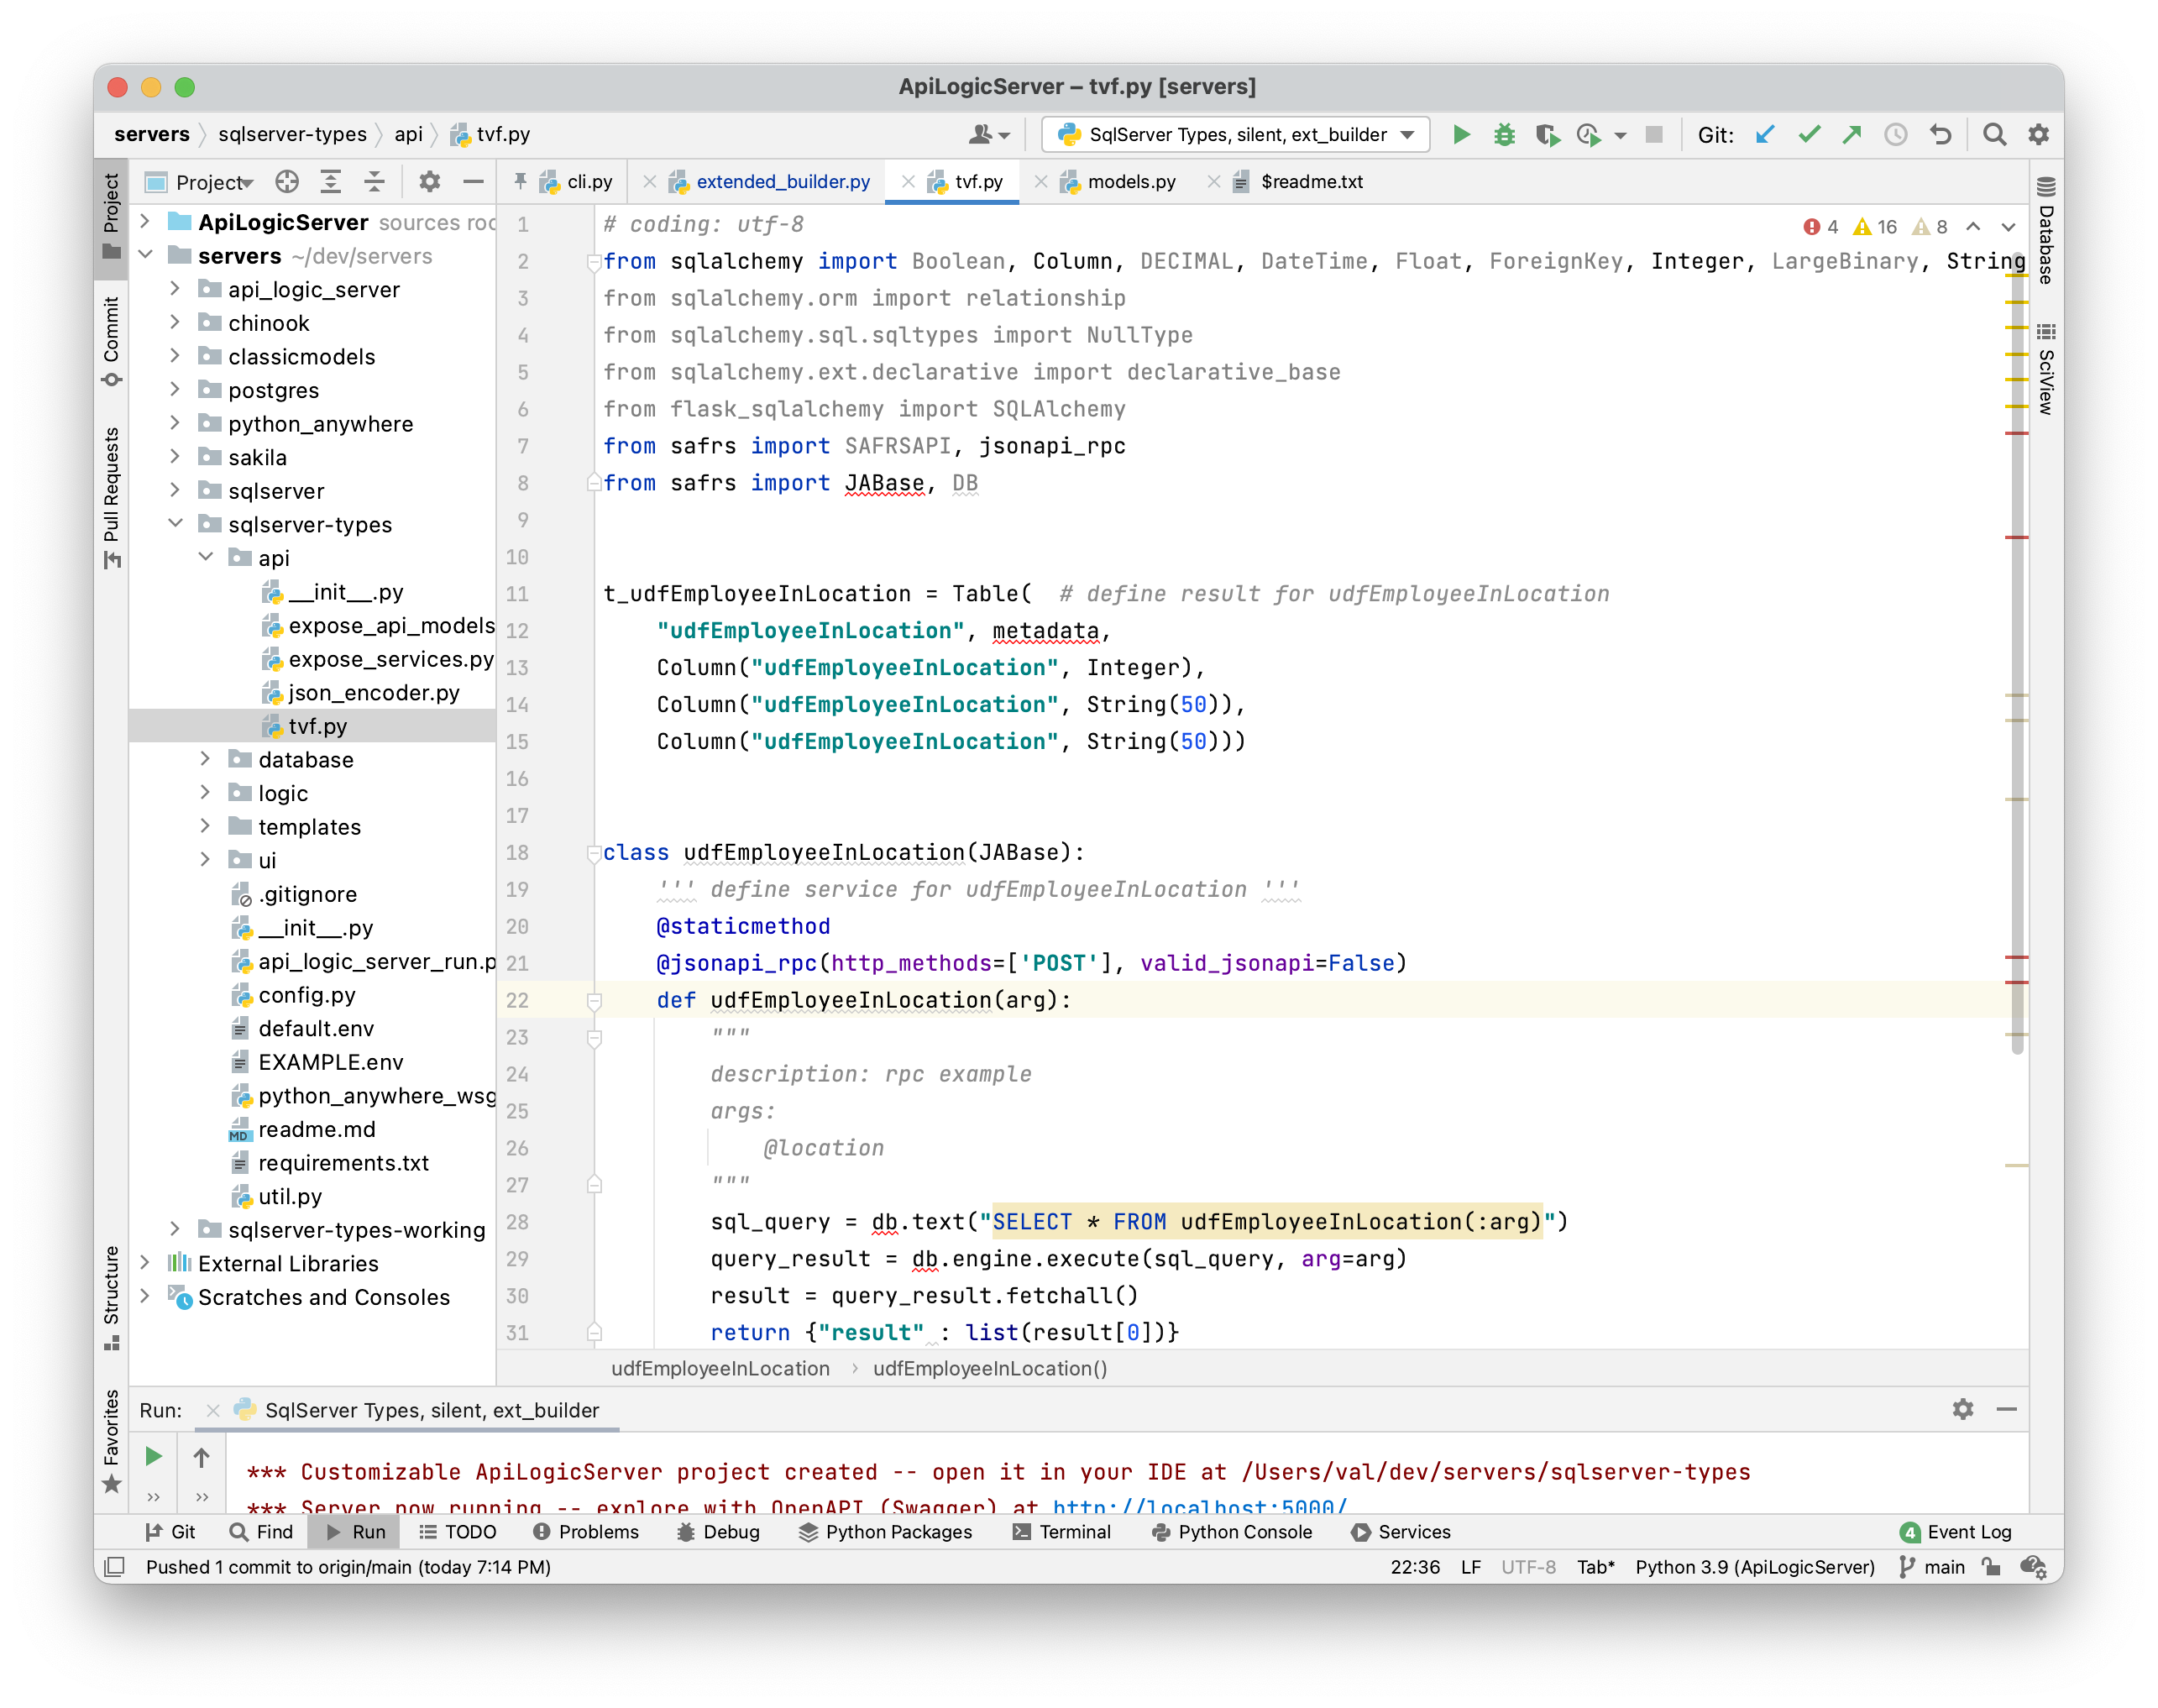 ApiLogicServer – tvf.py [servers]
servers sqlserver-types api tvf.py
SqlServer Types, silent, ext_builder
Git:
Project
cli.py
extended_builder.py
tvf.py
models.py
$readme.txt
Project
Commit
Pull Requests
Structure
Favorites
Database
SciView
ApiLogicServer sources roo
servers ~/dev/servers
api_logic_server
chinook
classicmodels
postgres
python_anywhere
sakila
sqlserver
sqlserver-types
api
__init__.py
expose_api_models
expose_services.py
json_encoder.py
tvf.py
database
logic
templates
ui
.gitignore
__init__.py
api_logic_server_run.p
config.py
default.env
EXAMPLE.env
python_anywhere_wsg
readme.md
requirements.txt
util.py
sqlserver-types-working
External Libraries
Scratches and Consoles
4 16 8
1 # coding: utf-8
2 from sqlalchemy import Boolean, Column, DECIMAL, DateTime, Float, ForeignKey, Integer, LargeBinary, String
3 from sqlalchemy.orm import relationship
4 from sqlalchemy.sql.sqltypes import NullType
5 from sqlalchemy.ext.declarative import declarative_base
6 from flask_sqlalchemy import SQLAlchemy
7 from safrs import SAFRSAPI, jsonapi_rpc
8 from safrs import JABase, DB
9
10
11 t_udfEmployeeInLocation = Table(  # define result for udfEmployeeInLocation
12 "udfEmployeeInLocation", metadata,
13 Column("udfEmployeeInLocation", Integer),
14 Column("udfEmployeeInLocation", String(50)),
15 Column("udfEmployeeInLocation", String(50)))
16
17
18 class udfEmployeeInLocation(JABase):
19 ''' define service for udfEmployeeInLocation '''
20 @staticmethod
21 @jsonapi_rpc(http_methods=['POST'], valid_jsonapi=False)
22 def udfEmployeeInLocation(arg):
23 """
24 description: rpc example
25 args:
26 @location
27 """
28 sql_query = db.text("SELECT * FROM udfEmployeeInLocation(:arg)")
29 query_result = db.engine.execute(sql_query, arg=arg)
30 result = query_result.fetchall()
31 return {"result" : list(result[0])}
udfEmployeeInLocation › udfEmployeeInLocation()
Run: SqlServer Types, silent, ext_builder
*** Customizable ApiLogicServer project created -- open it in your IDE at /Users/val/dev/servers/sqlserver-types
*** Server now running -- explore with OpenAPI (Swagger) at http://localhost:5000/
Git Find Run TODO Problems Debug Python Packages Terminal Python Console Services 4 Event Log
Pushed 1 commit to origin/main (today 7:14 PM) 22:36 LF UTF-8 Tab* Python 3.9 (ApiLogicServer) main